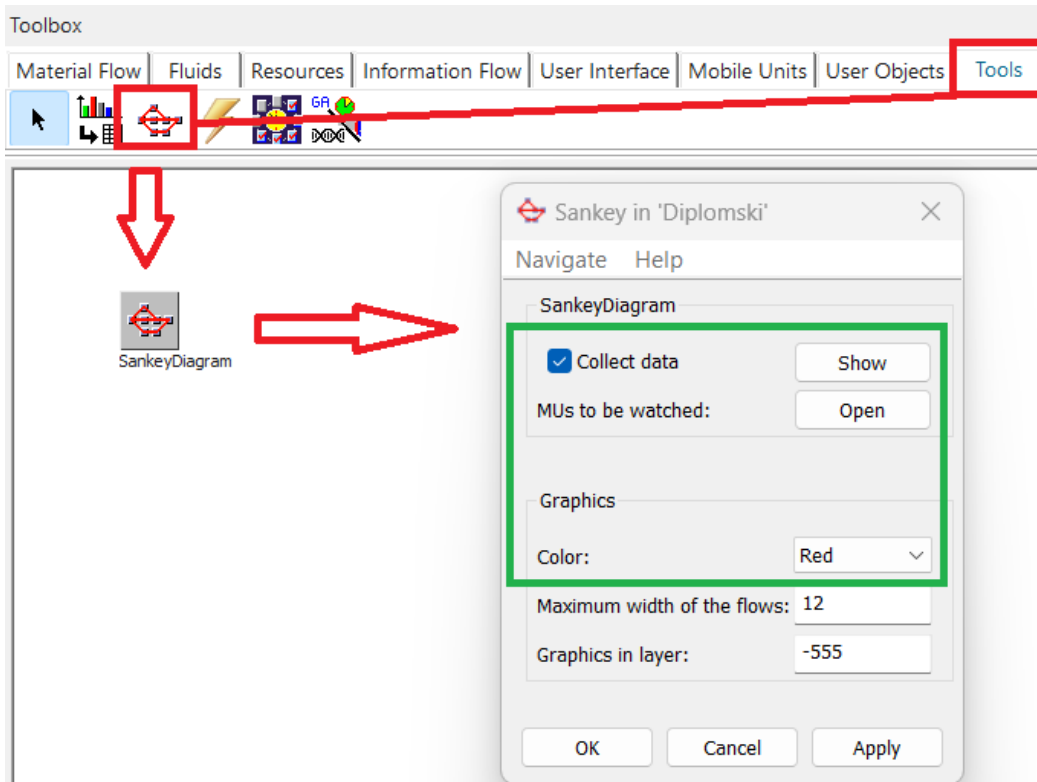 Toolbox
Material Flow Fluids Resources Information Flow User Interface Mobile Units User Objects Tools
GA
SankeyDiagram
Sankey in 'Diplomski'
Navigate Help
SankeyDiagram
Collect data Show
MUs to be watched: Open
Graphics
Color: Red
Maximum width of the flows: 12
Graphics in layer: -555
OK Cancel Apply